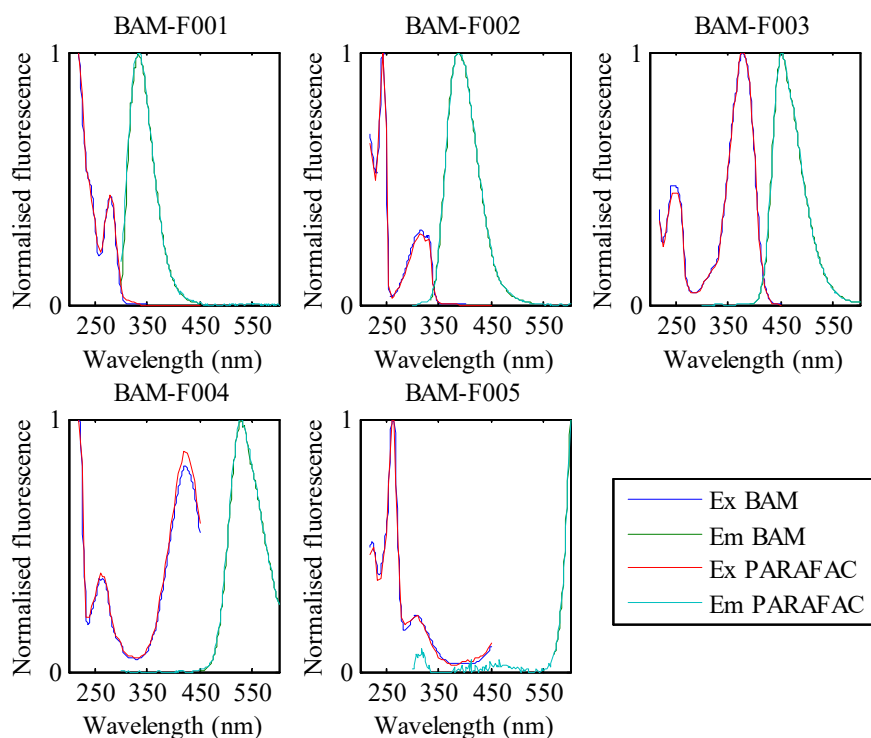 BAM-F001
BAM-F002
BAM-F003
Normalised fluorescence
1
0
250 350 450 550
Wavelength (nm)
Normalised fluorescence
1
0
250 350 450 550
Wavelength (nm)
Normalised fluorescence
1
0
250 350 450 550
Wavelength (nm)
BAM-F004
BAM-F005
Normalised fluorescence
1
0
250 350 450 550
Wavelength (nm)
Normalised fluorescence
1
0
250 350 450 550
Wavelength (nm)
Ex BAM
Em BAM
Ex PARAFAC
Em PARAFAC